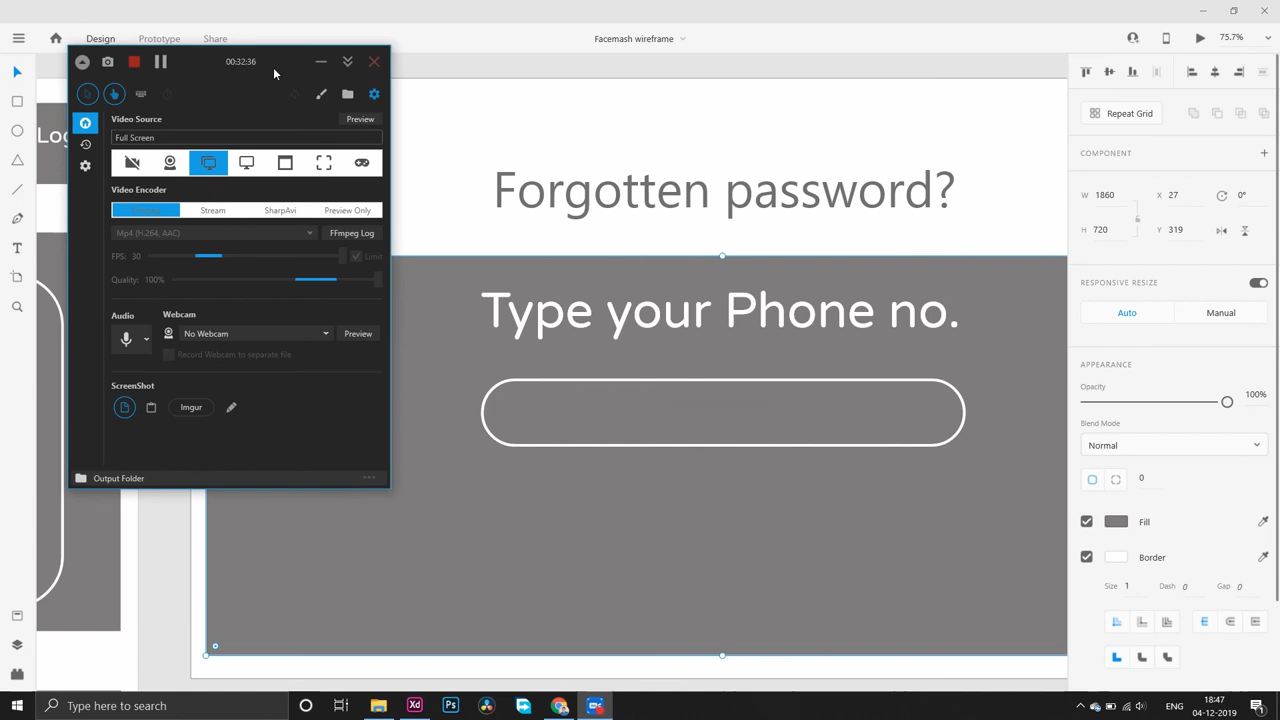 Design
Prototype
Share
Facemash wireframe
75.7%
00:32:36
Video Source
Preview
Full Screen
Video Encoder
Stream
SharpAvi
Preview Only
Mp4 (H.264, AAC)
FFmpeg Log
FPS: 30
Limit
Quality: 100%
Audio
Webcam
No Webcam
Preview
Record Webcam to separate file
ScreenShot
Imgur
Output Folder
Log
Forgotten password?
Type your Phone no.
Repeat Grid
COMPONENT
W 1860 X 27 0°
H 720 Y 319
RESPONSIVE RESIZE
Auto
Manual
APPEARANCE
Opacity
100%
Blend Mode
Normal
0
Fill
Border
Size 1 Dash 0 Gap 0
Type here to search
Xd
Ps
ENG
18:47
04-12-2019
1